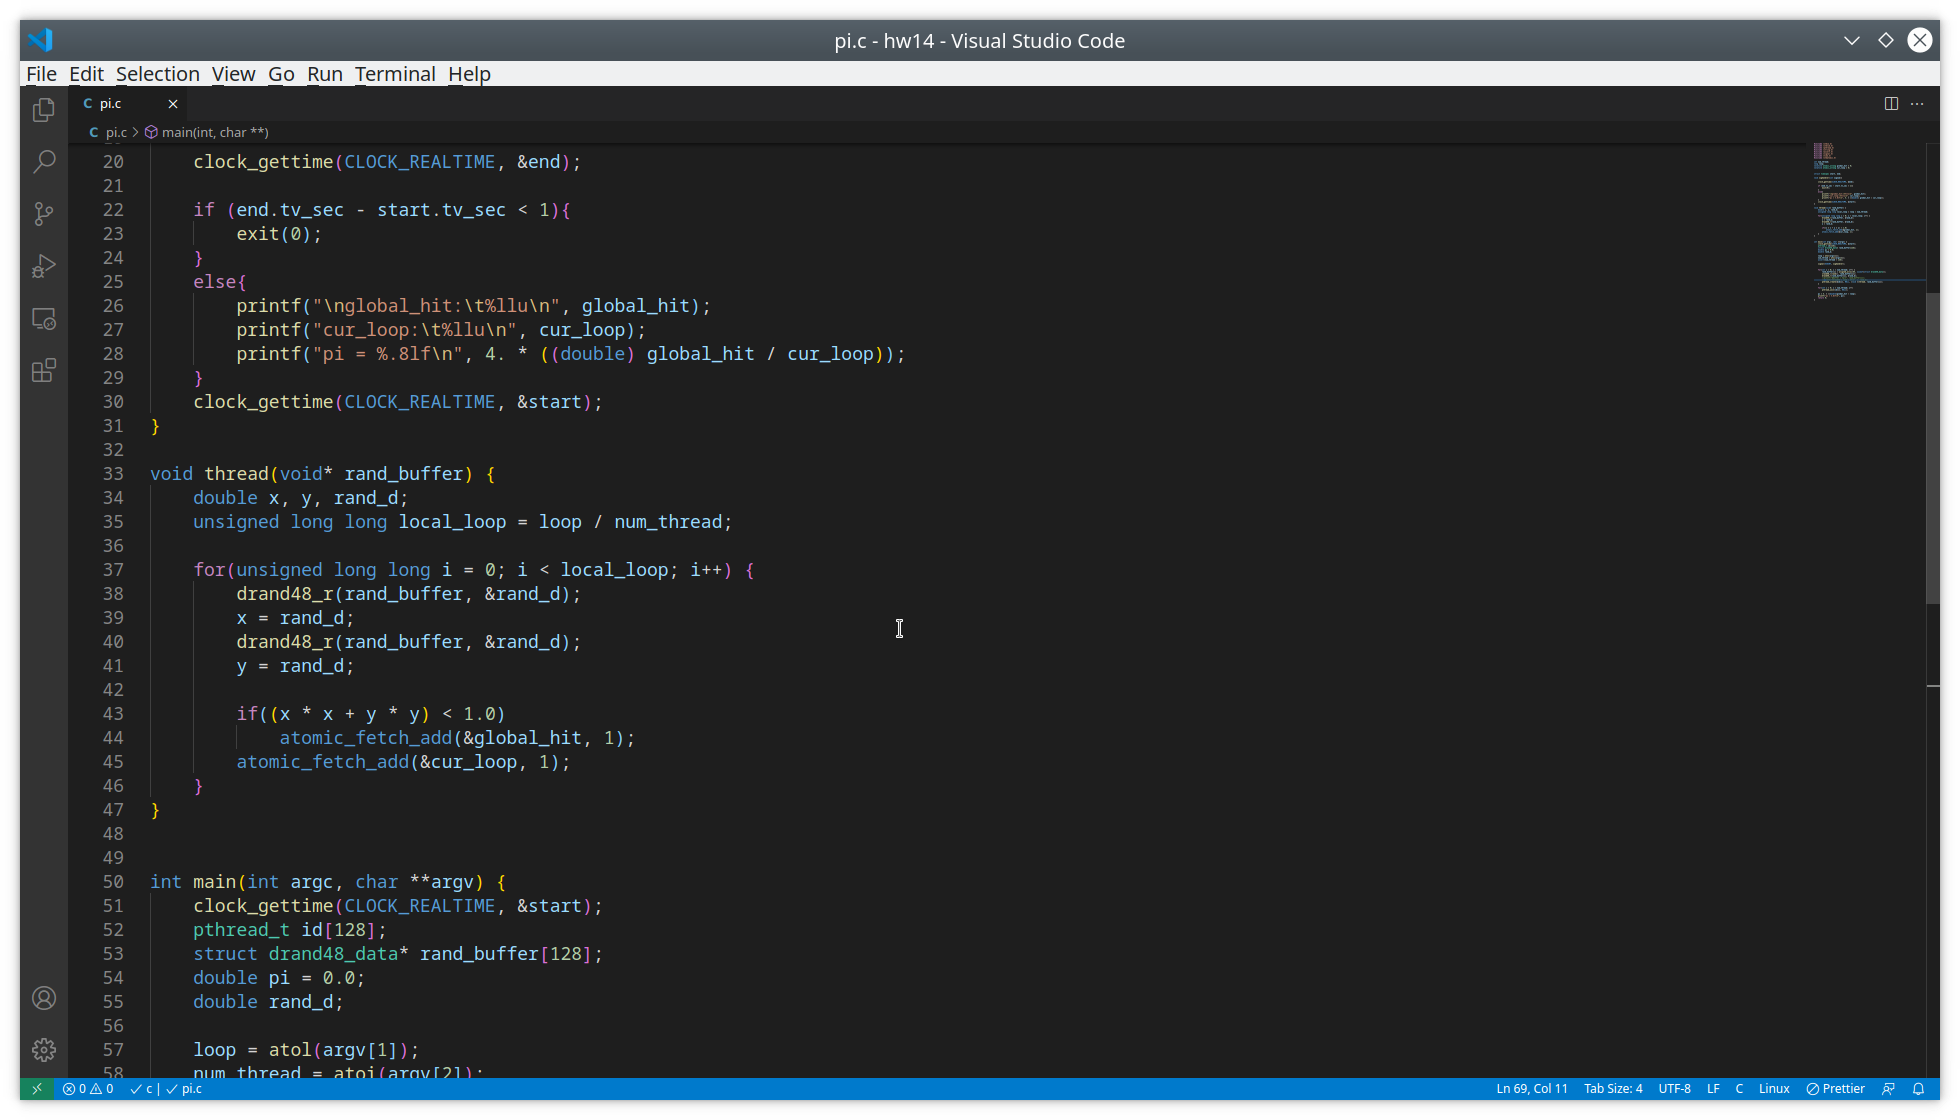 pi.c - hw14 - Visual Studio Code
File Edit Selection View Go Run Terminal Help
C pi.c ×
C pi.c > main(int, char **)
20     clock_gettime(CLOCK_REALTIME, &end);
21
22     if (end.tv_sec - start.tv_sec < 1){
23         exit(0);
24     }
25     else{
26         printf("\nglobal_hit:\t%llu\n", global_hit);
27         printf("cur_loop:\t%llu\n", cur_loop);
28         printf("pi = %.8lf\n", 4. * ((double) global_hit / cur_loop));
29     }
30     clock_gettime(CLOCK_REALTIME, &start);
31 }
32
33 void thread(void* rand_buffer) {
34     double x, y, rand_d;
35     unsigned long long local_loop = loop / num_thread;
36
37     for(unsigned long long i = 0; i < local_loop; i++) {
38         drand48_r(rand_buffer, &rand_d);
39         x = rand_d;
40         drand48_r(rand_buffer, &rand_d);
41         y = rand_d;
42
43         if((x * x + y * y) < 1.0)
44             atomic_fetch_add(&global_hit, 1);
45         atomic_fetch_add(&cur_loop, 1);
46     }
47 }
48
49
50 int main(int argc, char **argv) {
51     clock_gettime(CLOCK_REALTIME, &start);
52     pthread_t id[128];
53     struct drand48_data* rand_buffer[128];
54     double pi = 0.0;
55     double rand_d;
56
57     loop = atol(argv[1]);
58     num_thread = atoi(argv[2]);
0 0 c | pi.c Ln 69, Col 11 Tab Size: 4 UTF-8 LF C Linux Prettier